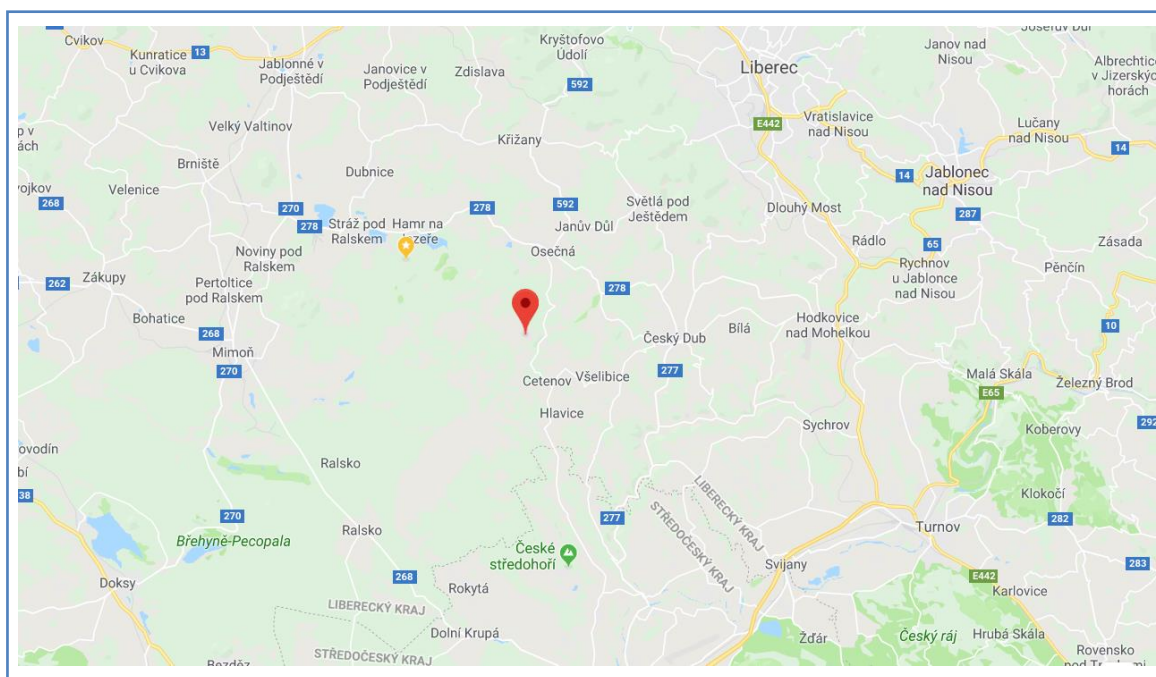 Cvikov
13
Kunratice
u Cvikova
Jablonné v
Podještědí
Janovice v
Podještědí
Zdislava
Kryštofovo
Údolí
592
Liberec
Janov nad
Nisou
Albrechtice
v Jizerských
horách
Velký Valtinov
Křižany
E442
Vratislavice
nad Nisou
Lučany
nad Nisou
14
Brniště
Dubnice
Velenice
268
270
278
Stráž pod
Ralskem
Hamr na
Jezeře
278
592
Janův Důl
Světlá pod
Ještědem
Dlouhý Most
14
Jablonec
nad Nisou
287
Osečná
Noviny pod
Ralskem
Rádlo
65
Zásada
Zákupy
262
Pertoltice
pod Ralskem
278
Rychnov
u Jablonce
nad Nisou
Pěnčín
Bohatice
268
Mimoň
270
Český Dub
Bílá
Hodkovice
nad Mohelkou
10
Cetenov
Všelibice
277
Malá Skála
Železný Brod
E65
Hlavice
Sychrov
Koberovy
292
Ralsko
LIBERECKÝ KRAJ
STŘEDOČESKÝ KRAJ
Klokočí
38
270
277
282
Břehyně-Pecopala
Ralsko
České
středohoří
Turnov
Doksy
268
Rokytá
Svijany
E442
283
Karlovice
LIBERECKÝ KRAJ
Dolní Krupá
Žďár
Český ráj
Hrubá Skála
STŘEDOČESKÝ KRAJ
Rovensko